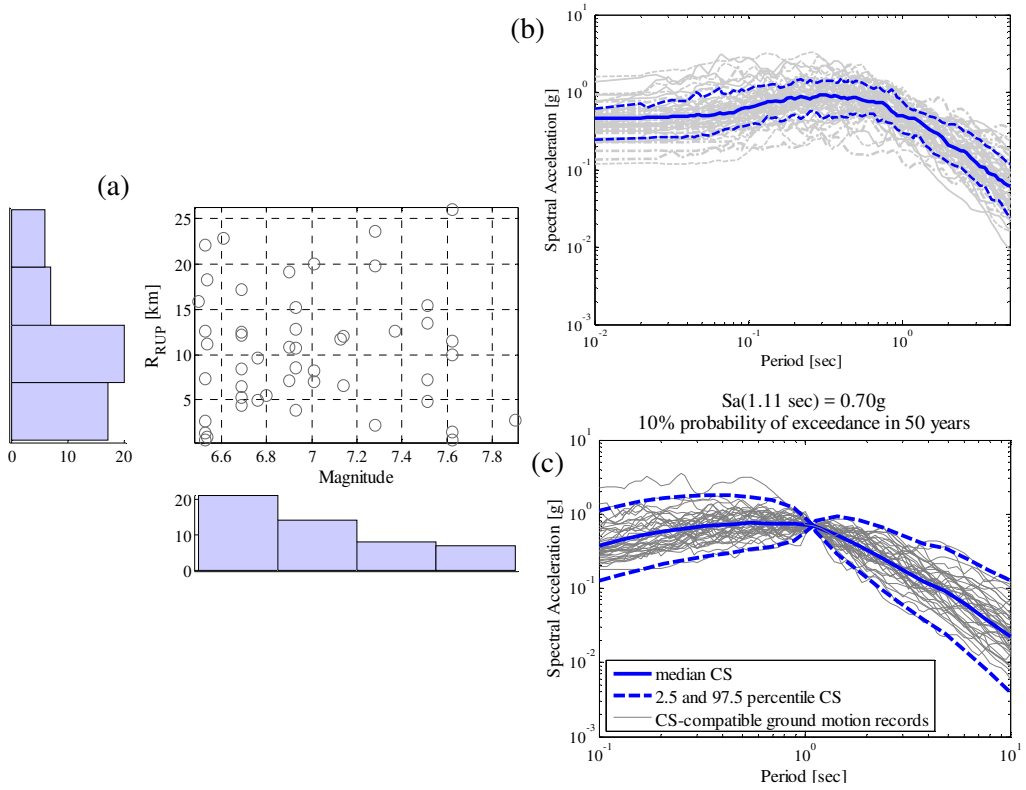 (a)
0 10 20
R_RUP [km]
25
20
15
10
5
6.6 6.8 7 7.2 7.4 7.6 7.8
Magnitude
20
10
0
(b)
Spectral Acceleration [g]
10^1
10^0
10^-1
10^-2
10^-3
10^-2 10^-1 10^0
Period [sec]
Sa(1.11 sec) = 0.70g
10% probability of exceedance in 50 years
(c)
Spectral Acceleration [g]
10^1
10^0
10^-1
10^-2
10^-3
median CS
2.5 and 97.5 percentile CS
CS-compatible ground motion records
10^-1 10^0 10^1
Period [sec]